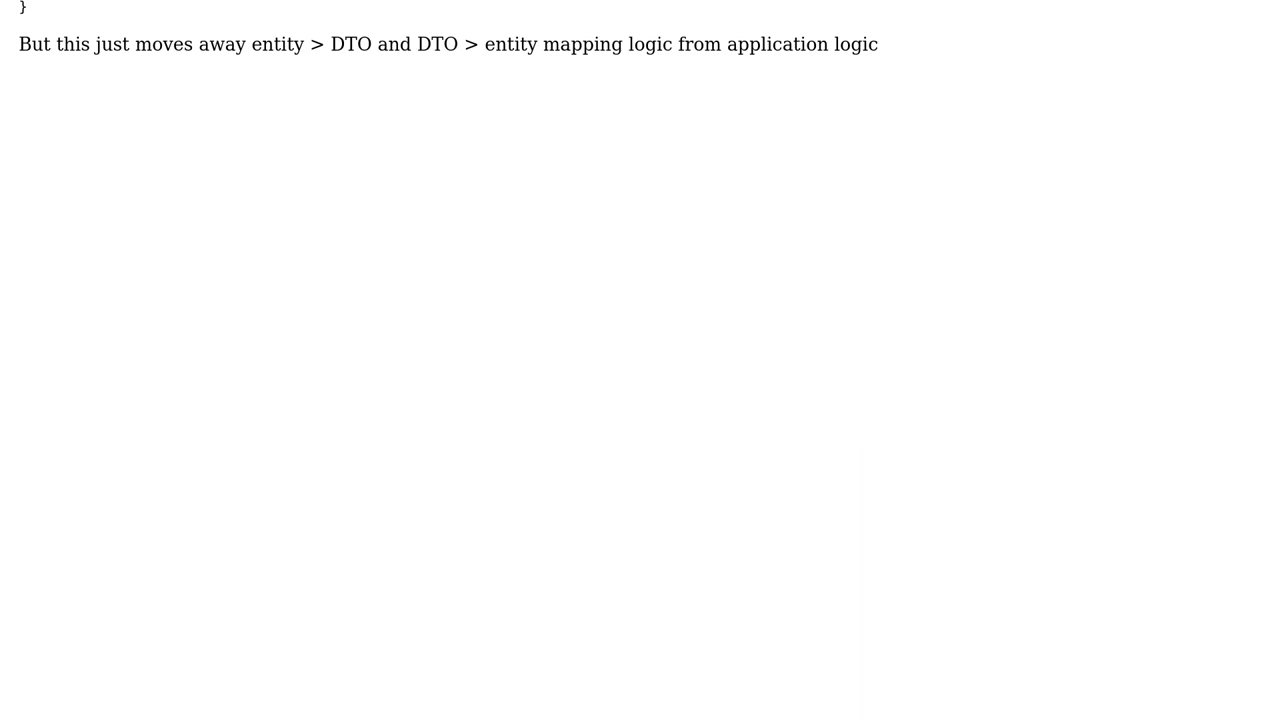 }
But this just moves away entity > DTO and DTO > entity mapping logic from application logic